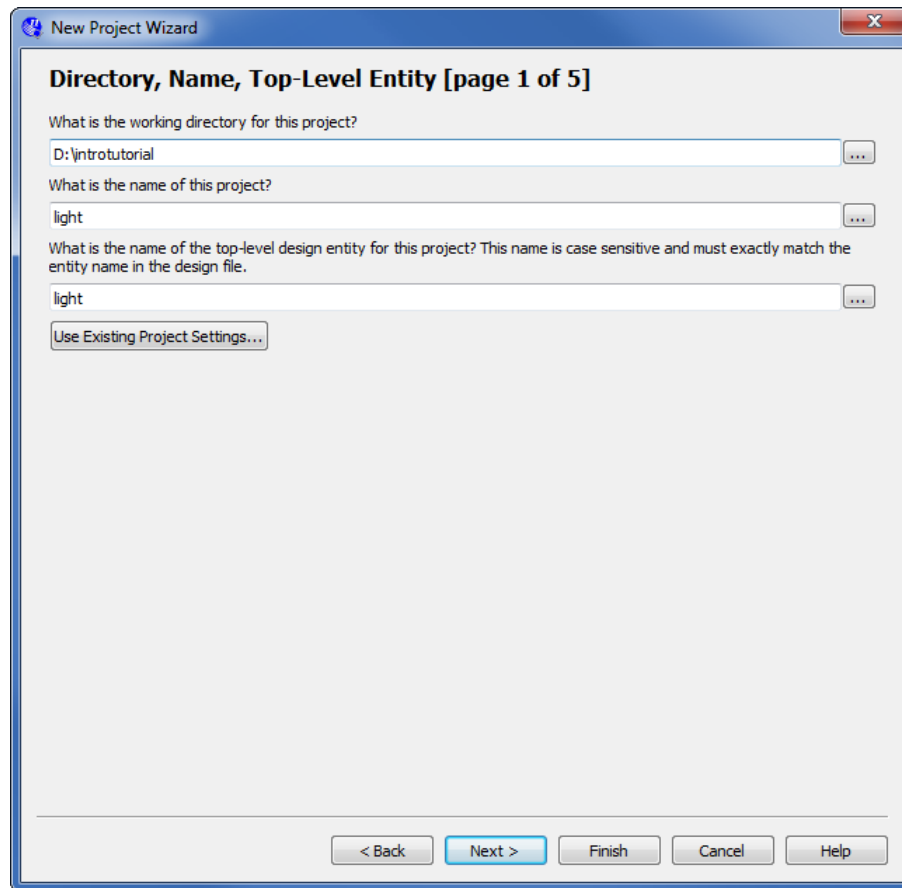 New Project Wizard
Directory, Name, Top-Level Entity [page 1 of 5]
What is the working directory for this project?
D:\introtutorial
...
What is the name of this project?
light
...
What is the name of the top-level design entity for this project? This name is case sensitive and must exactly match the
entity name in the design file.
light
...
Use Existing Project Settings...
< Back
Next >
Finish
Cancel
Help